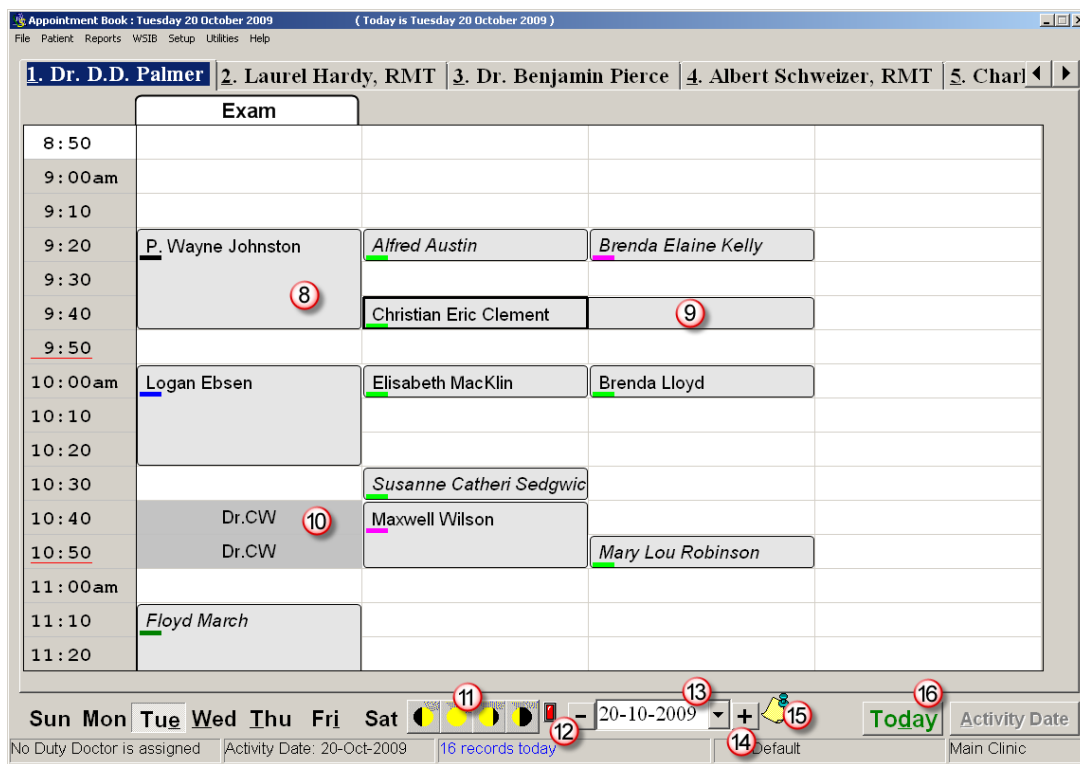 Appointment Book : Tuesday 20 October 2009 ( Today is Tuesday 20 October 2009 )
File Patient Reports WSIB Setup Utilities Help
1. Dr. D.D. Palmer 2. Laurel Hardy, RMT 3. Dr. Benjamin Pierce 4. Albert Schweizer, RMT 5. Charl
Exam
8:50
9:00am
9:10
9:20 P. Wayne Johnston Alfred Austin Brenda Elaine Kelly
9:30
8
9:40 Christian Eric Clement 9
9:50
10:00am Logan Ebsen Elisabeth MacKlin Brenda Lloyd
10:10
10:20
10:30 Susanne Catheri Sedgwic
10:40 Dr.CW 10 Maxwell Wilson
10:50 Dr.CW Mary Lou Robinson
11:00am
11:10 Floyd March
11:20
11 13 16
Sun Mon Tue Wed Thu Fri Sat 12 - 20-10-2009 + 14 15 Today Activity Date
No Duty Doctor is assigned Activity Date: 20-Oct-2009 16 records today Default Main Clinic